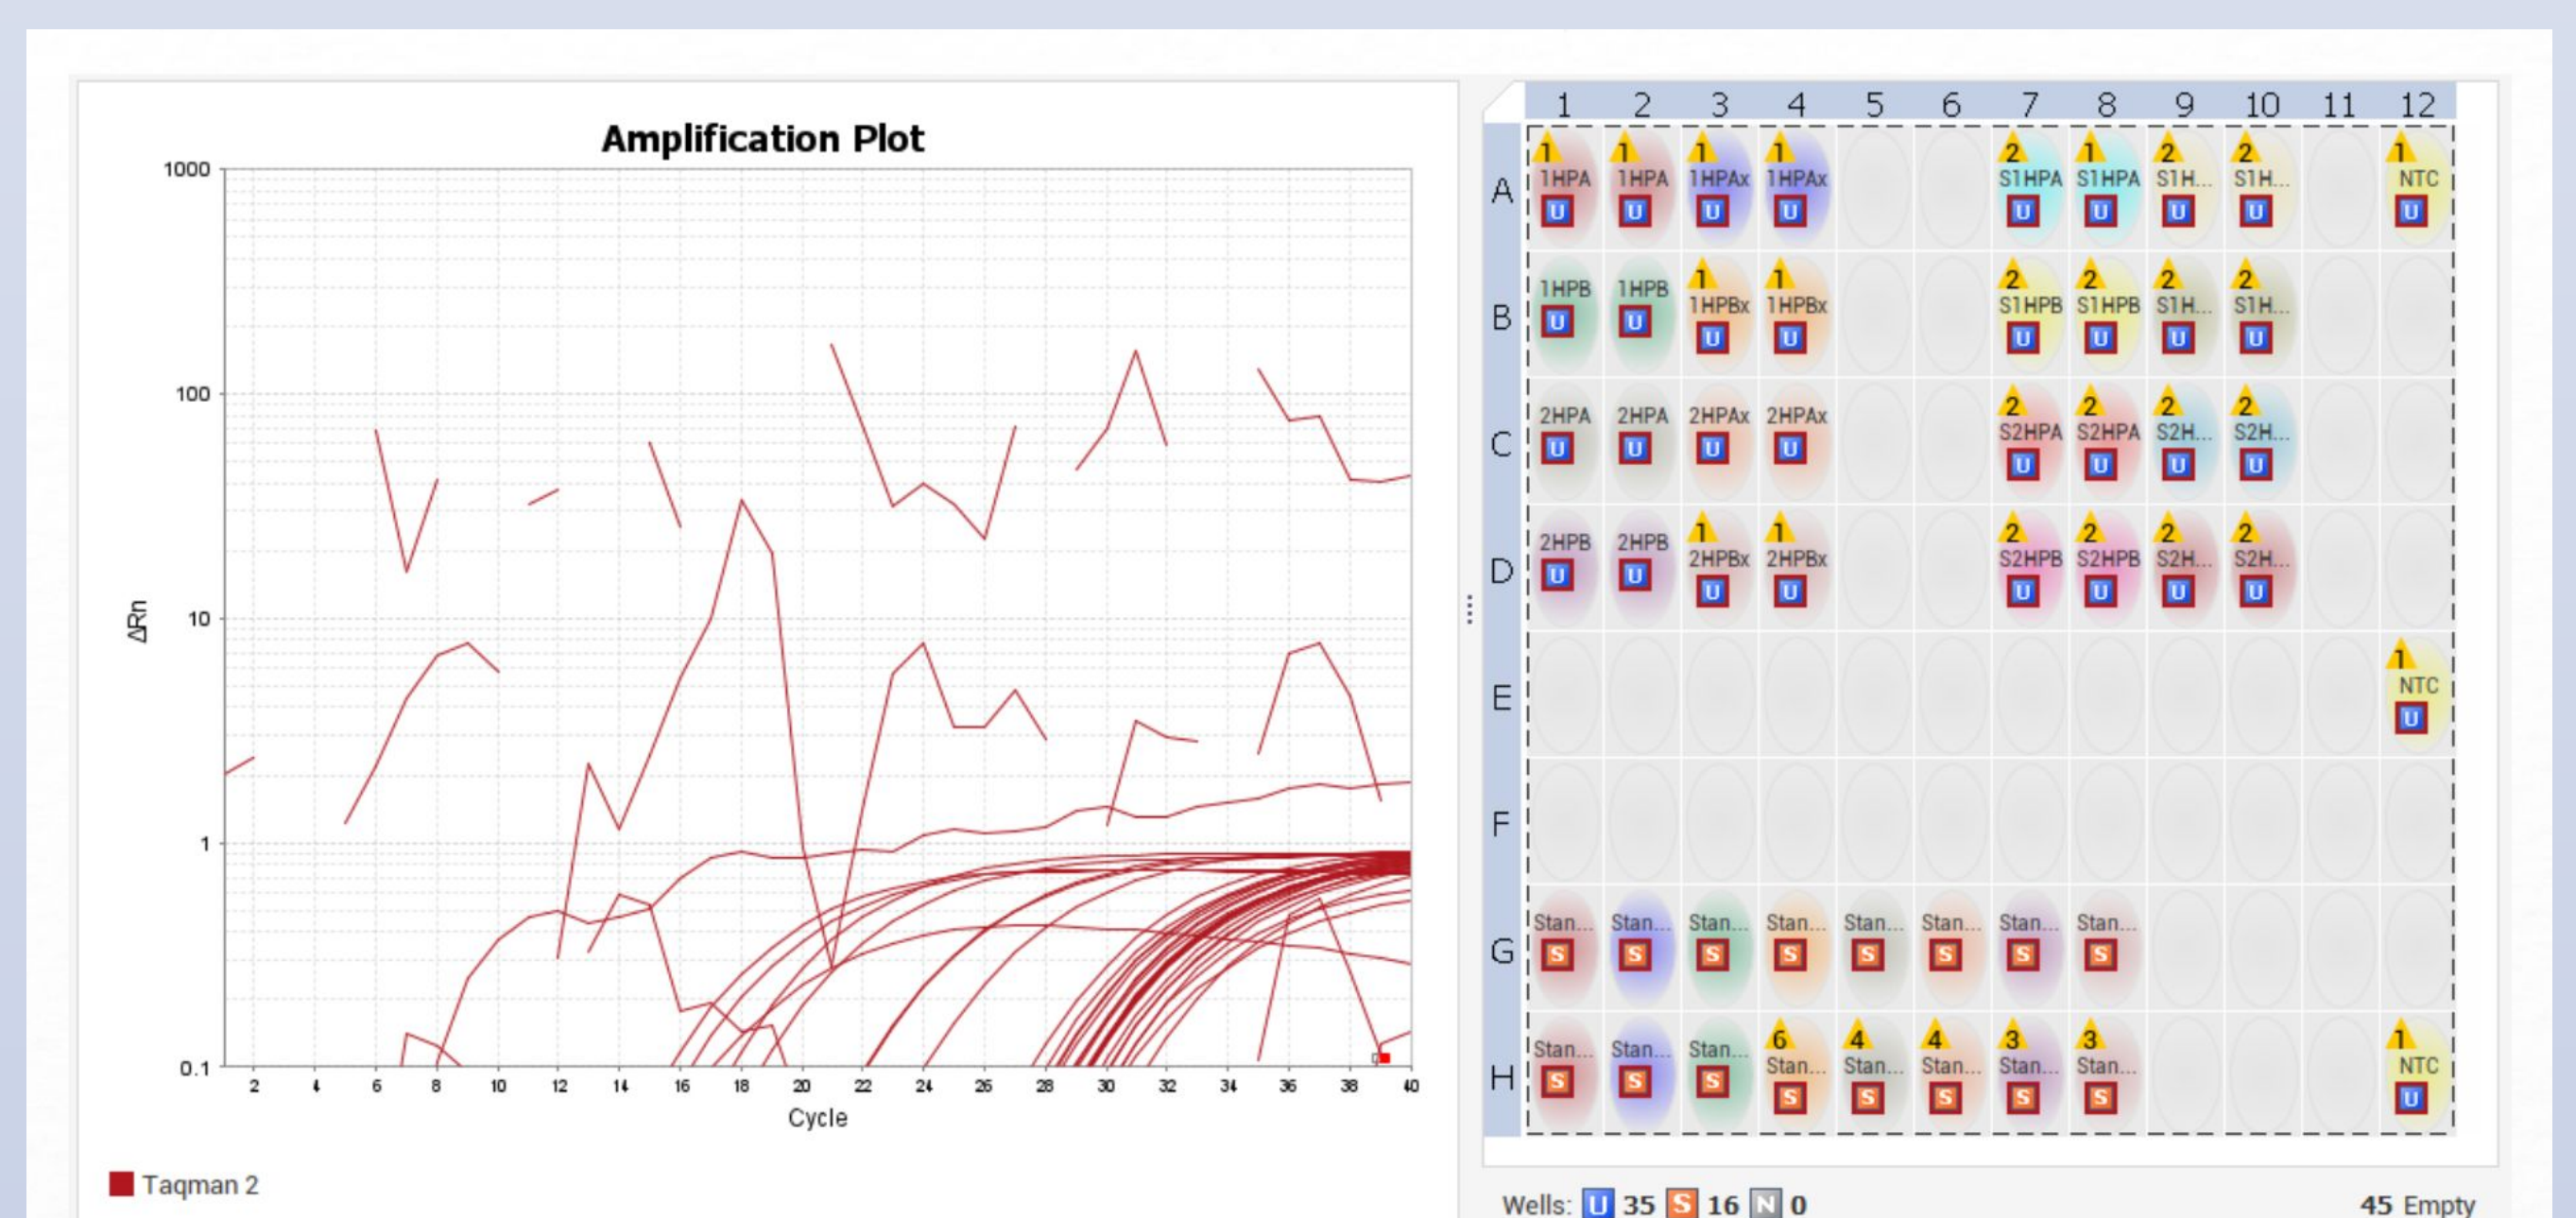 Amplification Plot
1000
100
10
1
0.1
ΔRn
2 4 6 8 10 12 14 16 18 20 22 24 26 28 30 32 34 36 38 40
Cycle
Taqman 2
1 2 3 4 5 6 7 8 9 10 11 12
A
1 1 1 1 2 1 2 2 1
1HPA 1HPA 1HPAx 1HPAx S1HPA S1HPA S1H... S1H... NTC
U U U U U U U U U
B
1 1 2 2 2 2
1HPB 1HPB 1HPBx 1HPBx S1HPB S1HPB S1H... S1H...
U U U U U U U U
C
2 2 2 2
2HPA 2HPA 2HPAx 2HPAx S2HPA S2HPA S2H... S2H...
U U U U U U U U
D
1 1 2 2 2 2
2HPB 2HPB 2HPBx 2HPBx S2HPB S2HPB S2H... S2H...
U U U U U U U U
E
1
NTC
U
F
G
Stan... Stan... Stan... Stan... Stan... Stan... Stan... Stan...
S S S S S S S S
H
6 4 4 3 3 1
Stan... Stan... Stan... Stan... Stan... Stan... Stan... Stan... NTC
S S S S S S S S U
Wells: U 35 S 16 N 0 45 Empty